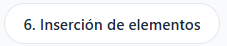 6. Inserción de elementos